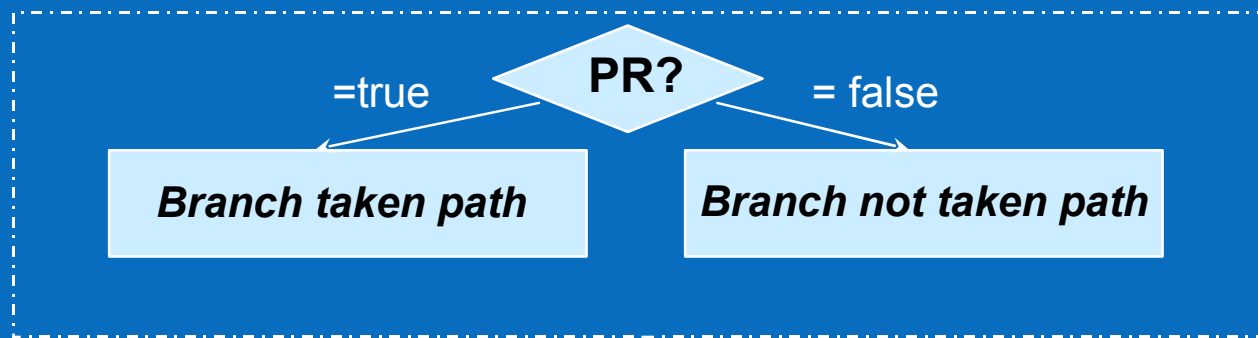 PR?
=true
= false
Branch taken path
Branch not taken path